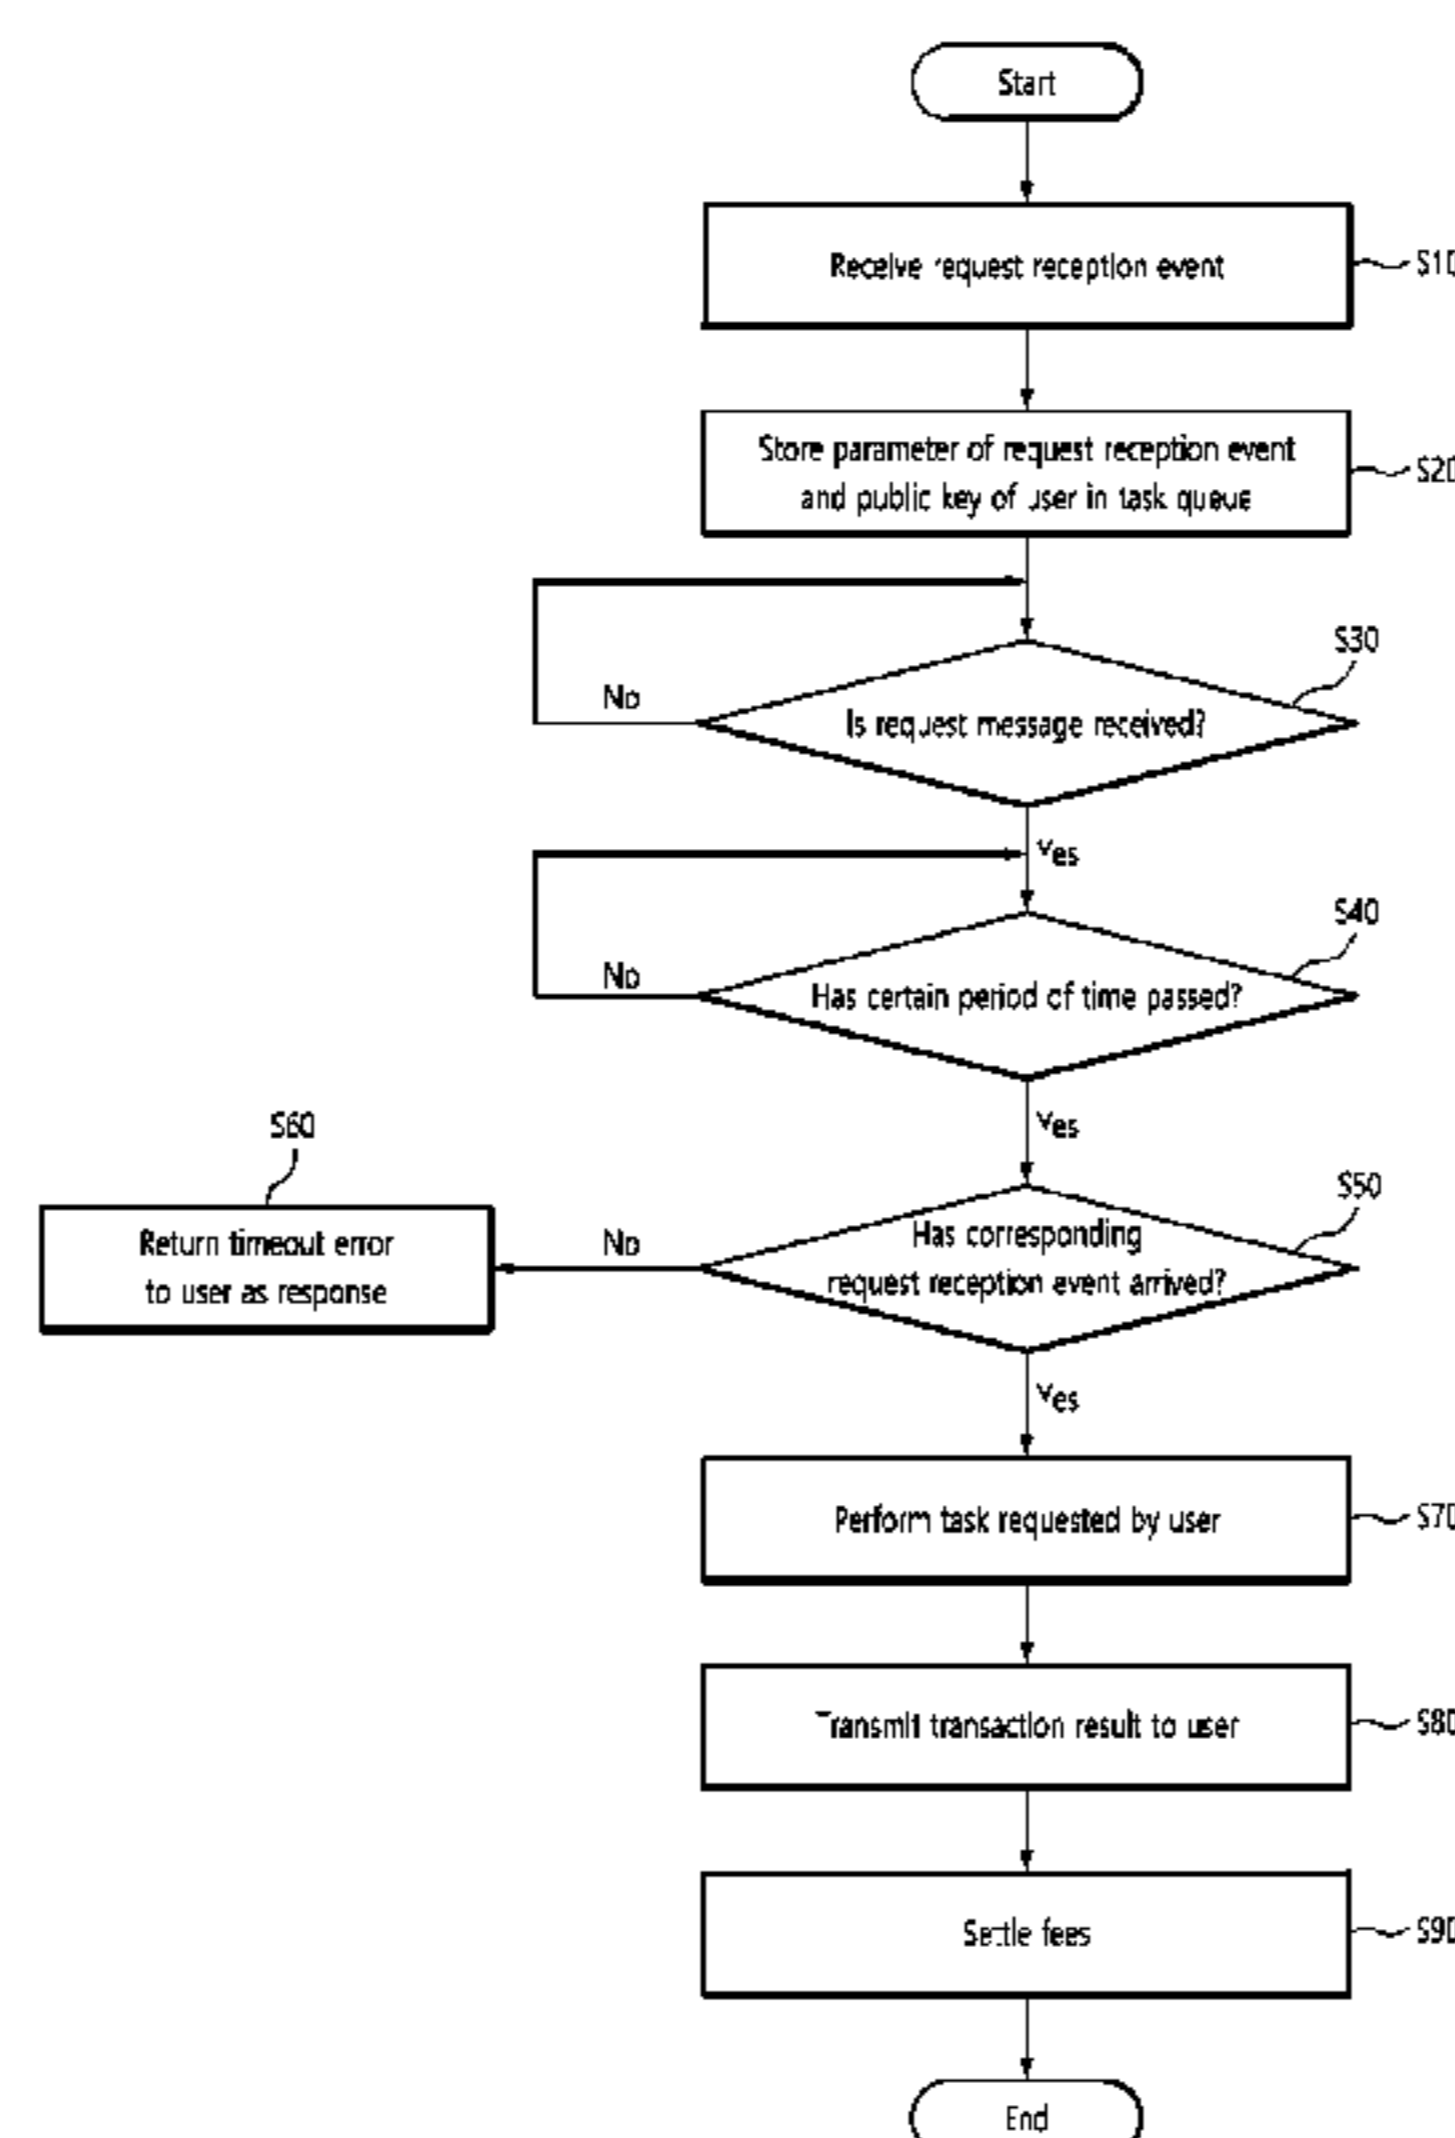 Start
Receive request reception event
S10
Store parameter of request reception event
and public key of user in task queue
S20
S30
No
Is request message received?
Yes
S40
No
Has certain period of time passed?
Yes
S60
S50
Return timeout error
to user as response
No
Has corresponding
request reception event arrived?
Yes
Perform task requested by user
S70
Transmit transaction result to user
S80
Settle fees
S90
End